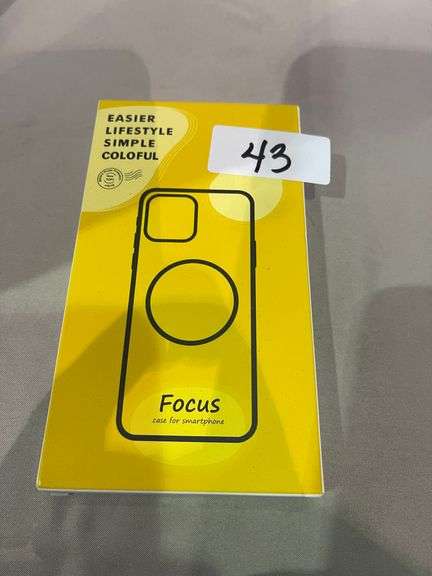 EASIER
LIFESTYLE
SIMPLE
COLOFUL
43
Focus
case for smartphone